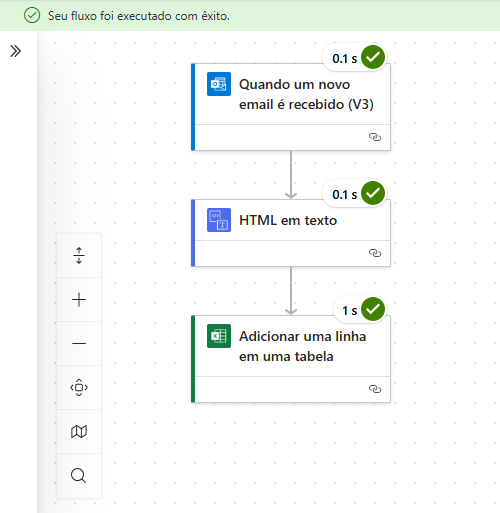 Seu fluxo foi executado com êxito.
0.1 s
Quando um novo
email é recebido (V3)
0.1 s
HTML em texto
1 s
Adicionar uma linha
em uma tabela